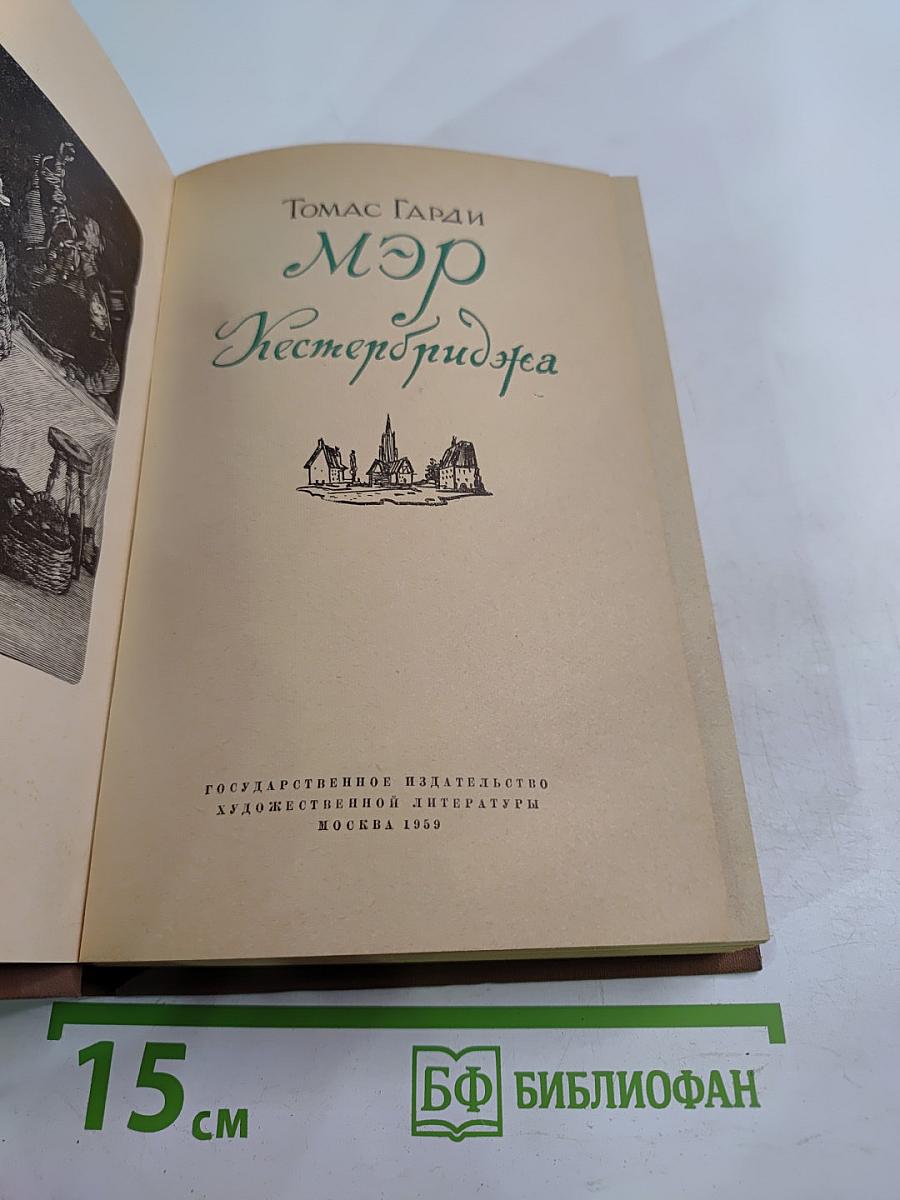 Томас Гарди
Мэр
Кестербриджа
ГОСУДАРСТВЕННОЕ ИЗДАТЕЛЬСТВО
ХУДОЖЕСТВЕННОЙ ЛИТЕРАТУРЫ
МОСКВА 1959
15 см
БФ БИБЛИОФАН